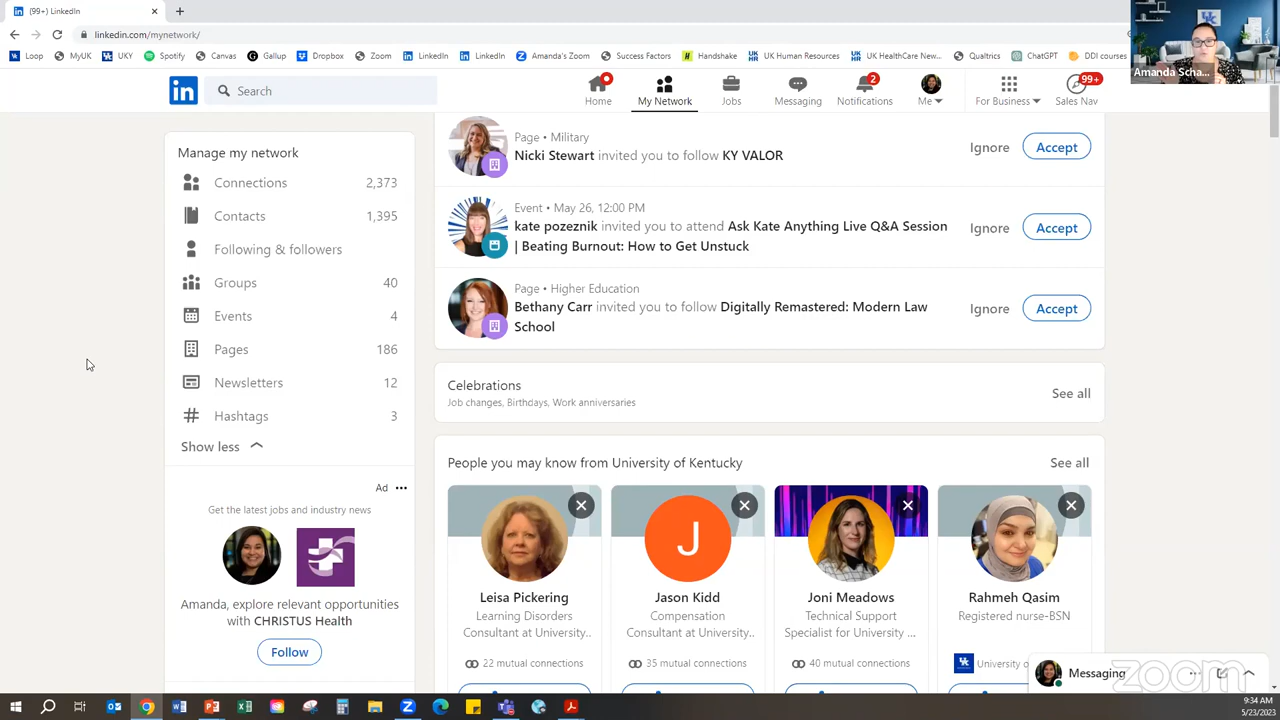 (99+) LinkedIn
linkedin.com/mynetwork/
Loop MyUK UKY Spotify Canvas Gallup Dropbox Zoom LinkedIn LinkedIn Amanda's Zoom Success Factors Handshake UK Human Resources UK HealthCare New... Qualtrics ChatGPT DDI courses
Amanda Scha...
in Search
2 99+
Home My Network Jobs Messaging Notifications Me For Business Sales Nav
Manage my network
Connections 2,373
Contacts 1,395
Following & followers
Groups 40
Events 4
Pages 186
Newsletters 12
Hashtags 3
Show less
Ad
Get the latest jobs and industry news
Amanda, explore relevant opportunities
with CHRISTUS Health
Follow
Page • Military
Nicki Stewart invited you to follow KY VALOR
Ignore Accept
Event • May 26, 12:00 PM
kate pozeznik invited you to attend Ask Kate Anything Live Q&A Session
| Beating Burnout: How to Get Unstuck
Ignore Accept
Page • Higher Education
Bethany Carr invited you to follow Digitally Remastered: Modern Law
School
Ignore Accept
Celebrations
Job changes, Birthdays, Work anniversaries
See all
People you may know from University of Kentucky
See all
J
Leisa Pickering
Learning Disorders
Consultant at University..
22 mutual connections
Jason Kidd
Compensation
Consultant at University..
35 mutual connections
Joni Meadows
Technical Support
Specialist for University ...
40 mutual connections
Rahmeh Qasim
Registered nurse-BSN
University o
Messaging
zoom
9:34 AM
5/23/2023